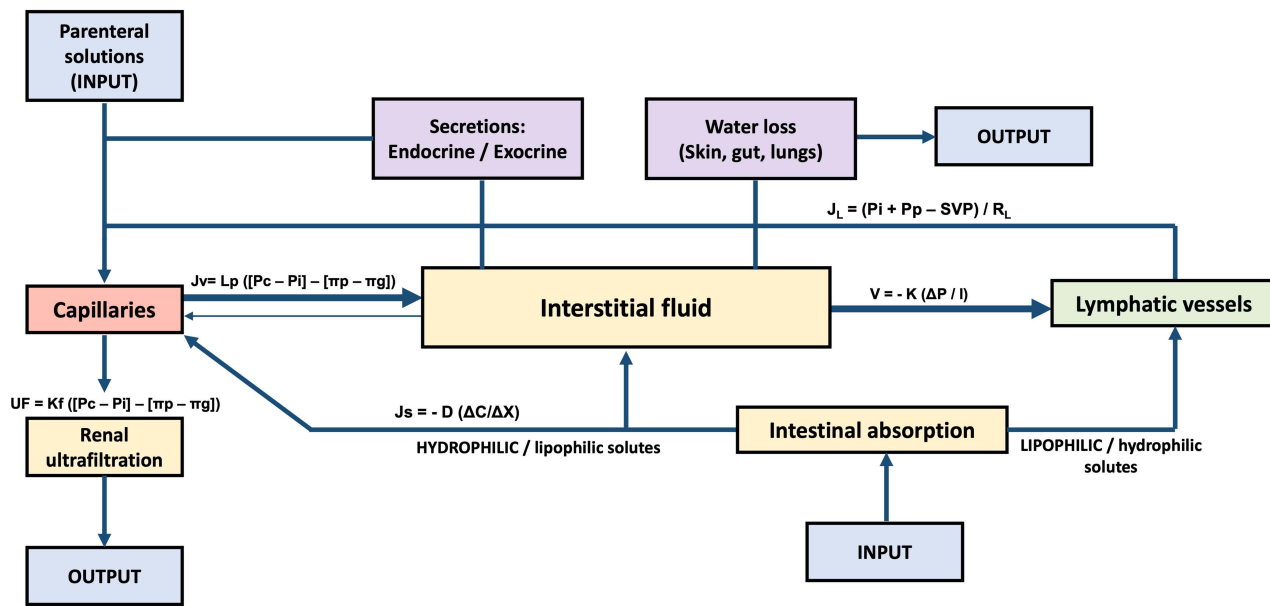 Parenteral
solutions
(INPUT)
Secretions:
Endocrine / Exocrine
Water loss
(Skin, gut, lungs)
OUTPUT
J_L = (Pi + Pp – SVP) / R_L
Jv= Lp ([Pc – Pi] – [πp – πg])
Capillaries
Interstitial fluid
V = - K (ΔP / l)
Lymphatic vessels
UF = Kf ([Pc – Pi] – [πp – πg])
Renal
ultrafiltration
Js = - D (ΔC/ΔX)
HYDROPHILIC / lipophilic solutes
Intestinal absorption
LIPOPHILIC / hydrophilic
solutes
INPUT
OUTPUT